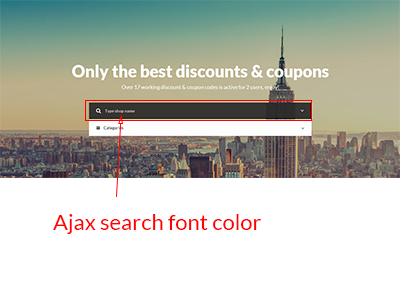 Only the best discounts & coupons
Over 17 working discount & coupon codes is active for 2 users, enjoy!
Type shop name
Categories
Ajax search font color